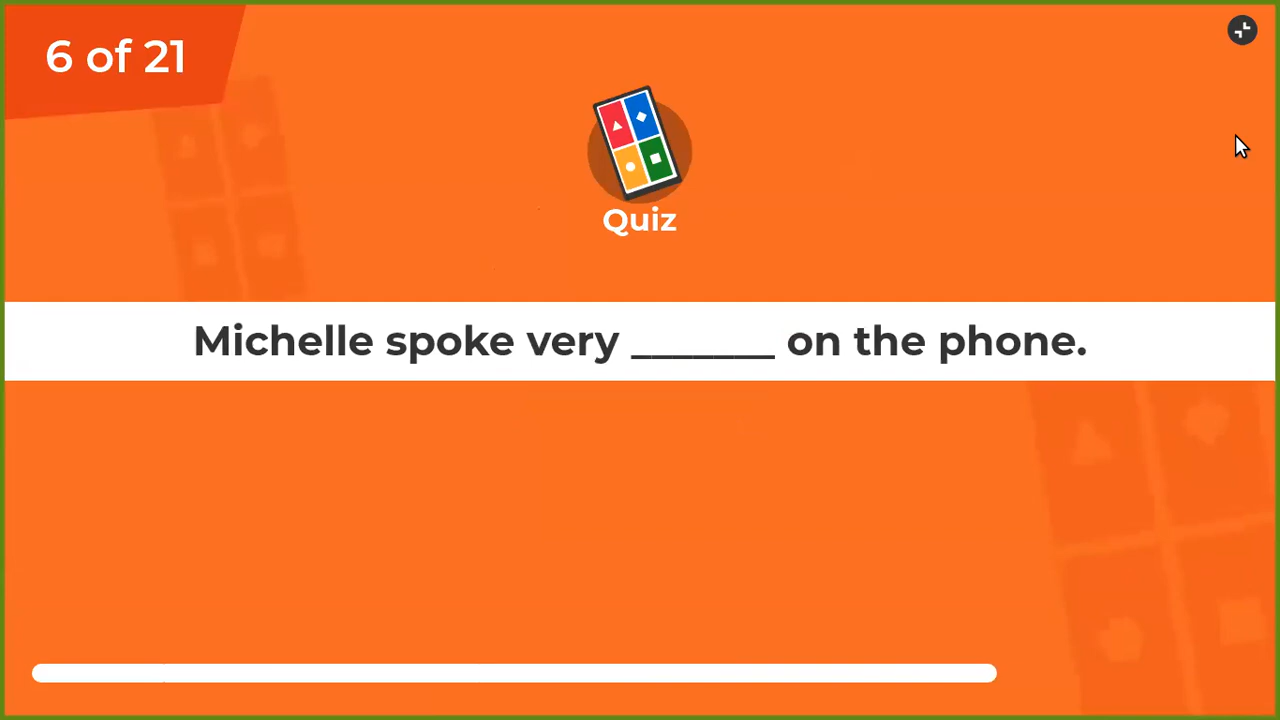 6 of 21
Quiz
Michelle spoke very _______ on the phone.